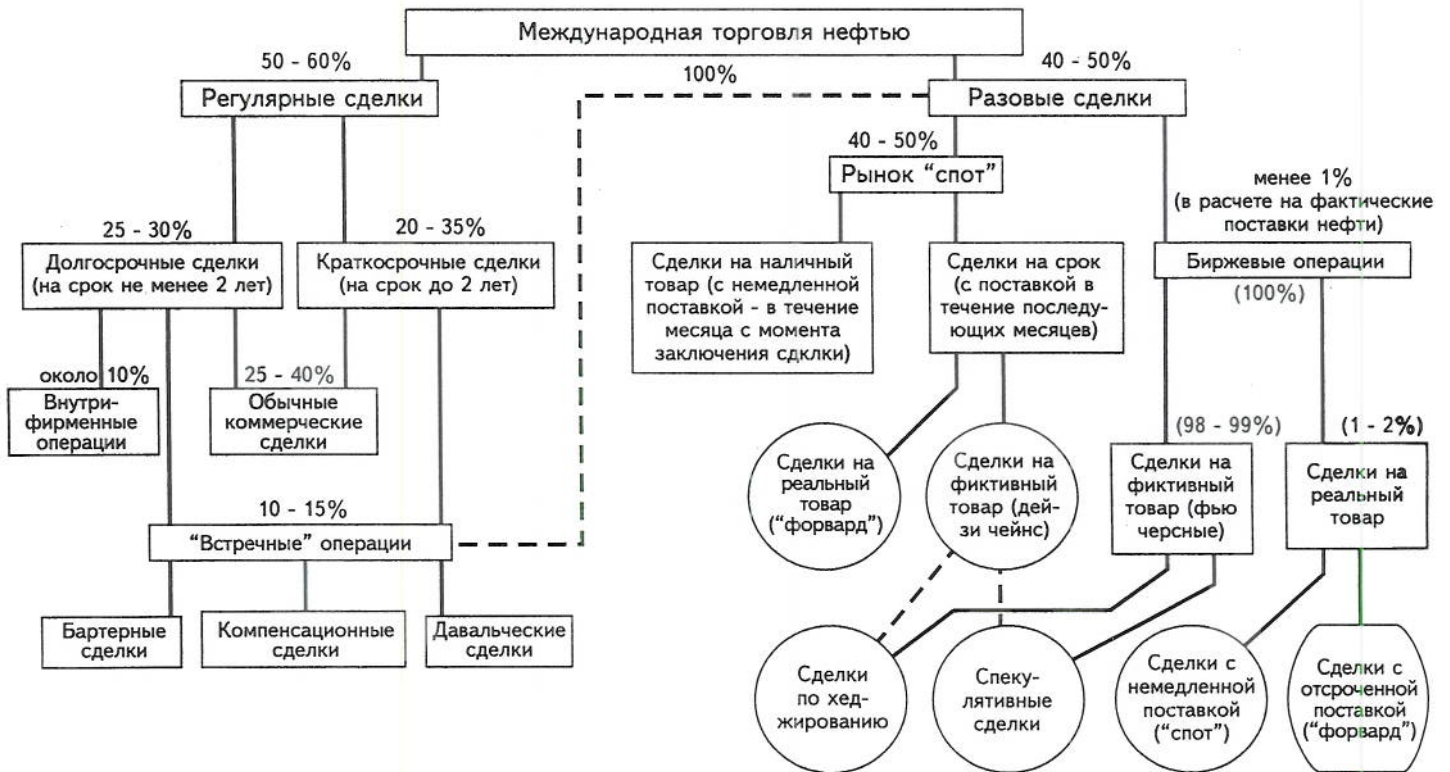 Международная торговля нефтью
50 - 60%
100%
40 - 50%
Регулярные сделки
Разовые сделки
40 - 50%
Рынок “спот”
менее 1%
(в расчете на фактические
поставки нефти)
25 - 30%
20 - 35%
Долгосрочные сделки
(на срок не менее 2 лет)
Краткосрочные сделки
(на срок до 2 лет)
Сделки на наличный
товар (с немедленной
поставкой - в течение
месяца с момента
заключения сдклки)
Сделки на срок
(с поставкой в
течение последу-
ющих месяцев)
Биржевые операции
(100%)
около 10%
25 - 40%
Внутри-
фирменные
операции
Обычные
коммерческие
сделки
(98 - 99%)
(1 - 2%)
Сделки на
реальный
товар
(“форвард”)
Сделки на
фиктивный
товар (дей-
зи чейнс)
Сделки на
фиктивный
товар (фью
черсные)
Сделки на
реальный
товар
10 - 15%
“Встречные” операции
Бартерные
сделки
Компенсационные
сделки
Давальческие
сделки
Сделки
по хед-
жированию
Спеку-
лятивные
сделки
Сделки с
немедленной
поставкой
(“спот”)
Сделки с
отсроченной
поставкой
(“форвард”)